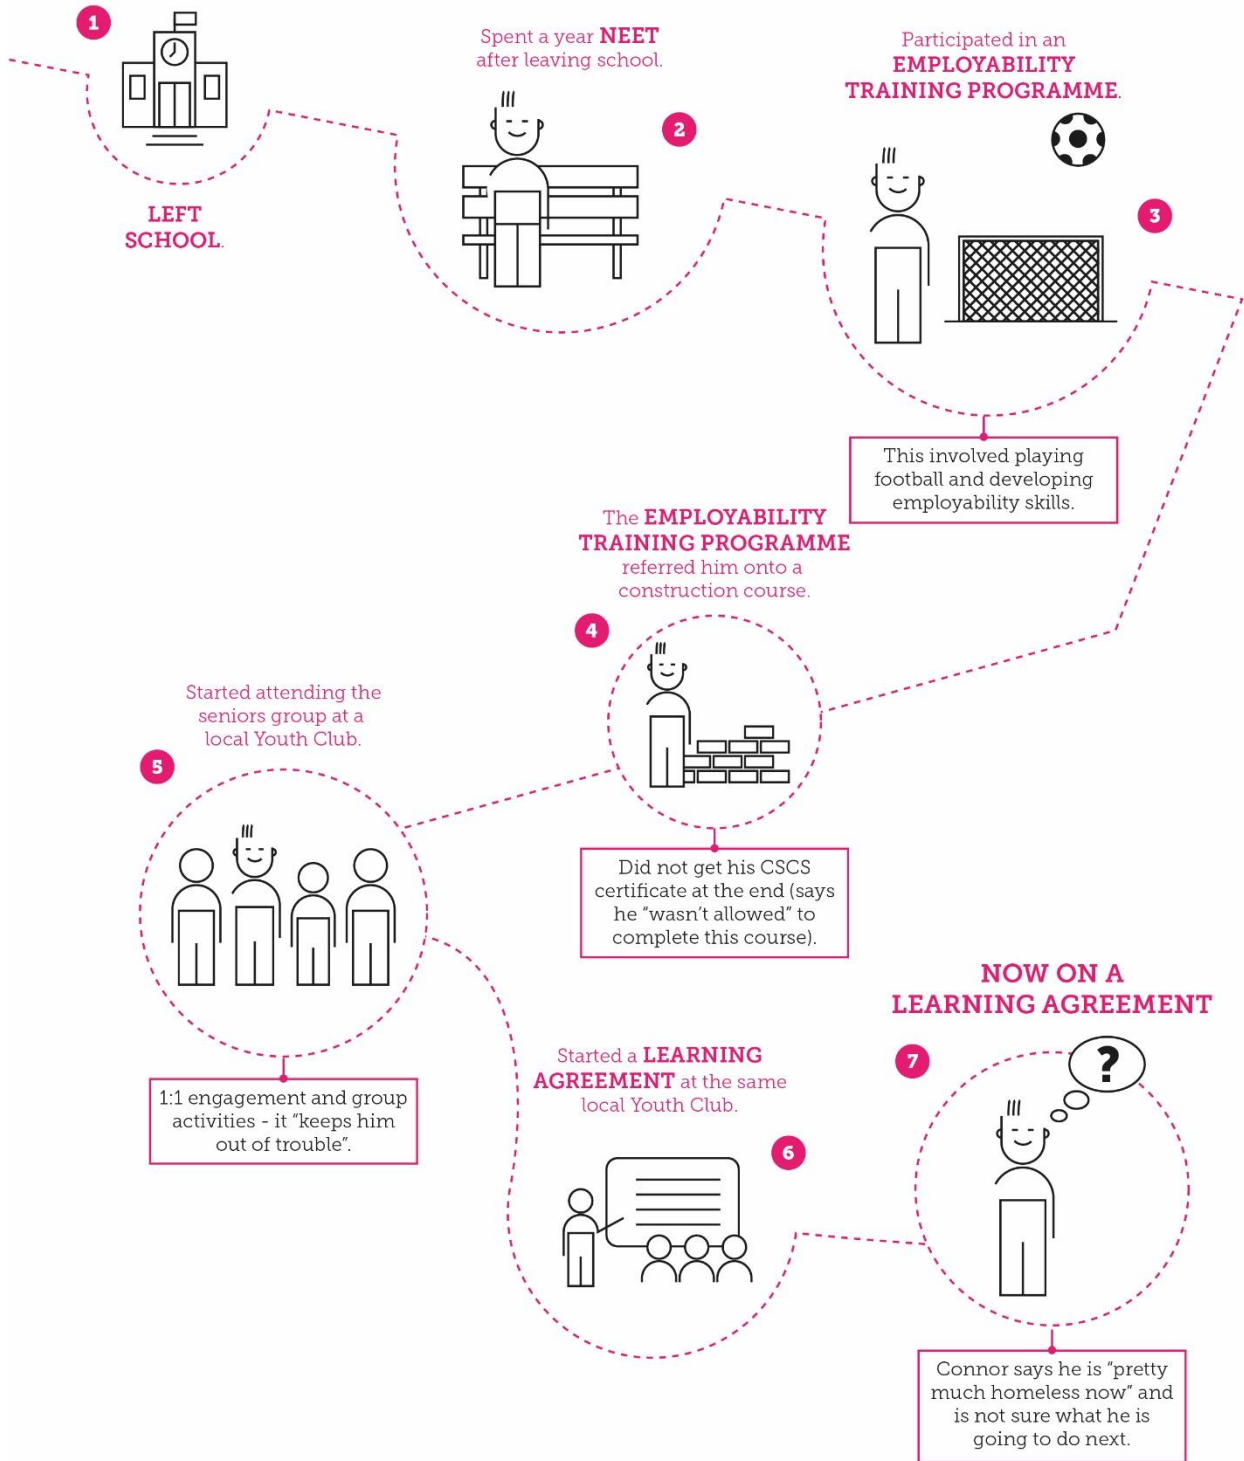 1
LEFT
SCHOOL.
Spent a year NEET
after leaving school.
2
Participated in an
EMPLOYABILITY
TRAINING PROGRAMME.
3
This involved playing
football and developing
employability skills.
The EMPLOYABILITY
TRAINING PROGRAMME
referred him onto a
construction course.
4
Did not get his CSCS
certificate at the end (says
he “wasn’t allowed” to
complete this course).
Started attending the
seniors group at a
local Youth Club.
5
1:1 engagement and group
activities - it “keeps him
out of trouble”.
Started a LEARNING
AGREEMENT at the same
local Youth Club.
6
NOW ON A
LEARNING AGREEMENT
7
?
Connor says he is “pretty
much homeless now” and
is not sure what he is
going to do next.